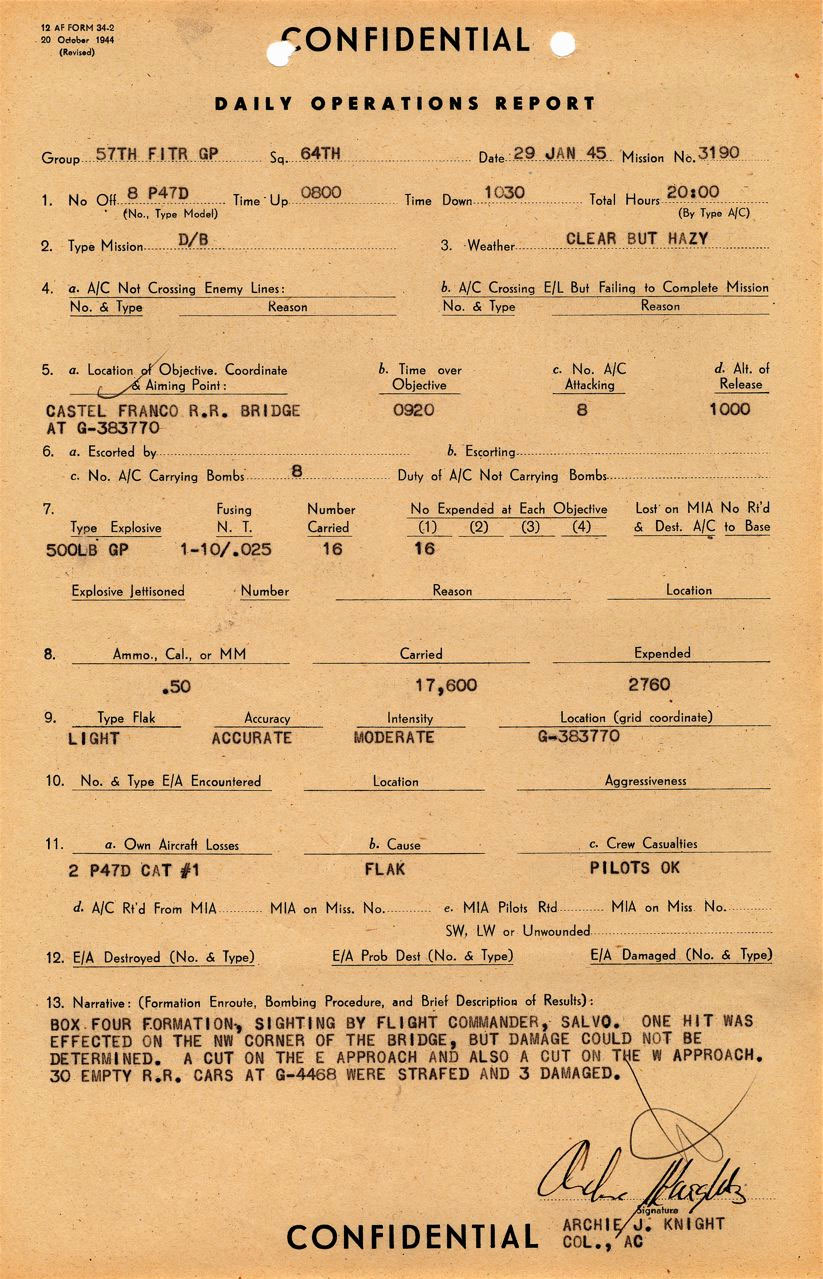 12 AF FORM 34-2
20 October 1944
(Revised)
CONFIDENTIAL
DAILY OPERATIONS REPORT
Group 57TH FITR GP Sq. 64TH Date 29 JAN 45 Mission No. 3190
1. No Off 8 P47D Time Up 0800 Time Down 1030 Total Hours 20:00
(No., Type Model) (By Type A/C)
2. Type Mission D/B 3. Weather CLEAR BUT HAZY
4. a. A/C Not Crossing Enemy Lines: b. A/C Crossing E/L But Failing to Complete Mission
No. & Type Reason No. & Type Reason
5. a. Location of Objective. Coordinate b. Time over c. No. A/C d. Alt. of
& Aiming Point: Objective Attacking Release
CASTEL FRANCO R.R. BRIDGE 0920 8 1000
AT G-383770
6. a. Escorted by b. Escorting
c. No. A/C Carrying Bombs 8 Duty of A/C Not Carrying Bombs
7. Fusing Number No Expended at Each Objective Lost on MIA No Rt'd
Type Explosive N. T. Carried (1) (2) (3) (4) & Dest. A/C to Base
500LB GP 1-10/.025 16 16
Explosive Jettisoned Number Reason Location
8. Ammo., Cal., or MM Carried Expended
.50 17,600 2760
9. Type Flak Accuracy Intensity Location (grid coordinate)
LIGHT ACCURATE MODERATE G-383770
10. No. & Type E/A Encountered Location Aggressiveness
11. a. Own Aircraft Losses b. Cause c. Crew Casualties
2 P47D CAT #1 FLAK PILOTS OK
d. A/C Rt'd From MIA MIA on Miss. No. e. MIA Pilots Rtd MIA on Miss No.
SW, LW or Unwounded
12. E/A Destroyed (No. & Type) E/A Prob Dest (No. & Type) E/A Damaged (No. & Type)
13. Narrative: (Formation Enroute, Bombing Procedure, and Brief Description of Results):
BOX FOUR FORMATION, SIGHTING BY FLIGHT COMMANDER, SALVO. ONE HIT WAS
EFFECTED ON THE NW CORNER OF THE BRIDGE, BUT DAMAGE COULD NOT BE
DETERMINED. A CUT ON THE E APPROACH AND ALSO A CUT ON THE W APPROACH.
30 EMPTY R.R. CARS AT G-4468 WERE STRAFED AND 3 DAMAGED.
Archie J Knight
Signature
ARCHIE J. KNIGHT
COL., AC
CONFIDENTIAL